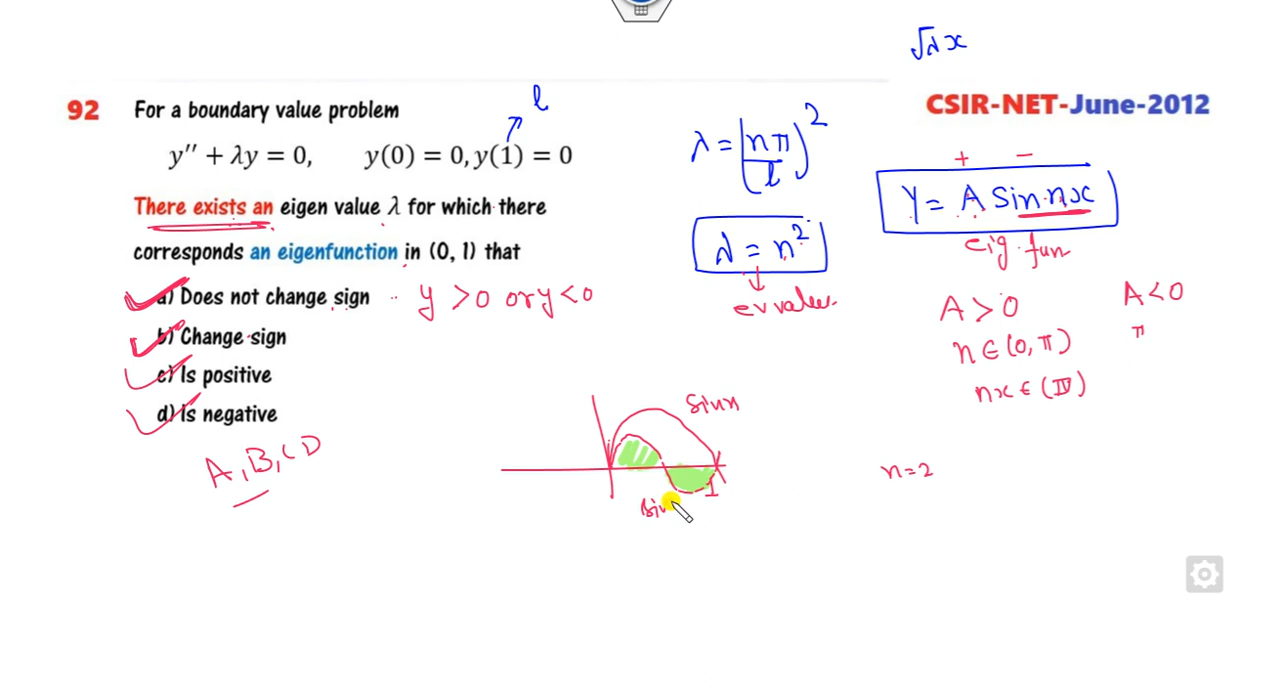 √λx
92 For a boundary value problem
CSIR-NET-June-2012
l
y″ + λy = 0, y(0) = 0, y(1) = 0
λ = (nπ/l)²
+ −
y = A sin nx
eig. fun
There exists an eigen value λ for which there
corresponds an eigenfunction in (0, 1) that
λ = n²
ev value
a) Does not change sign
y > 0 or y < 0
b) Change sign
c) Is positive
d) Is negative
A > 0
A < 0
n ∈ (0, π)
π
nx ∈ (IV)
A, B, C D
Sinx
1
n = 2